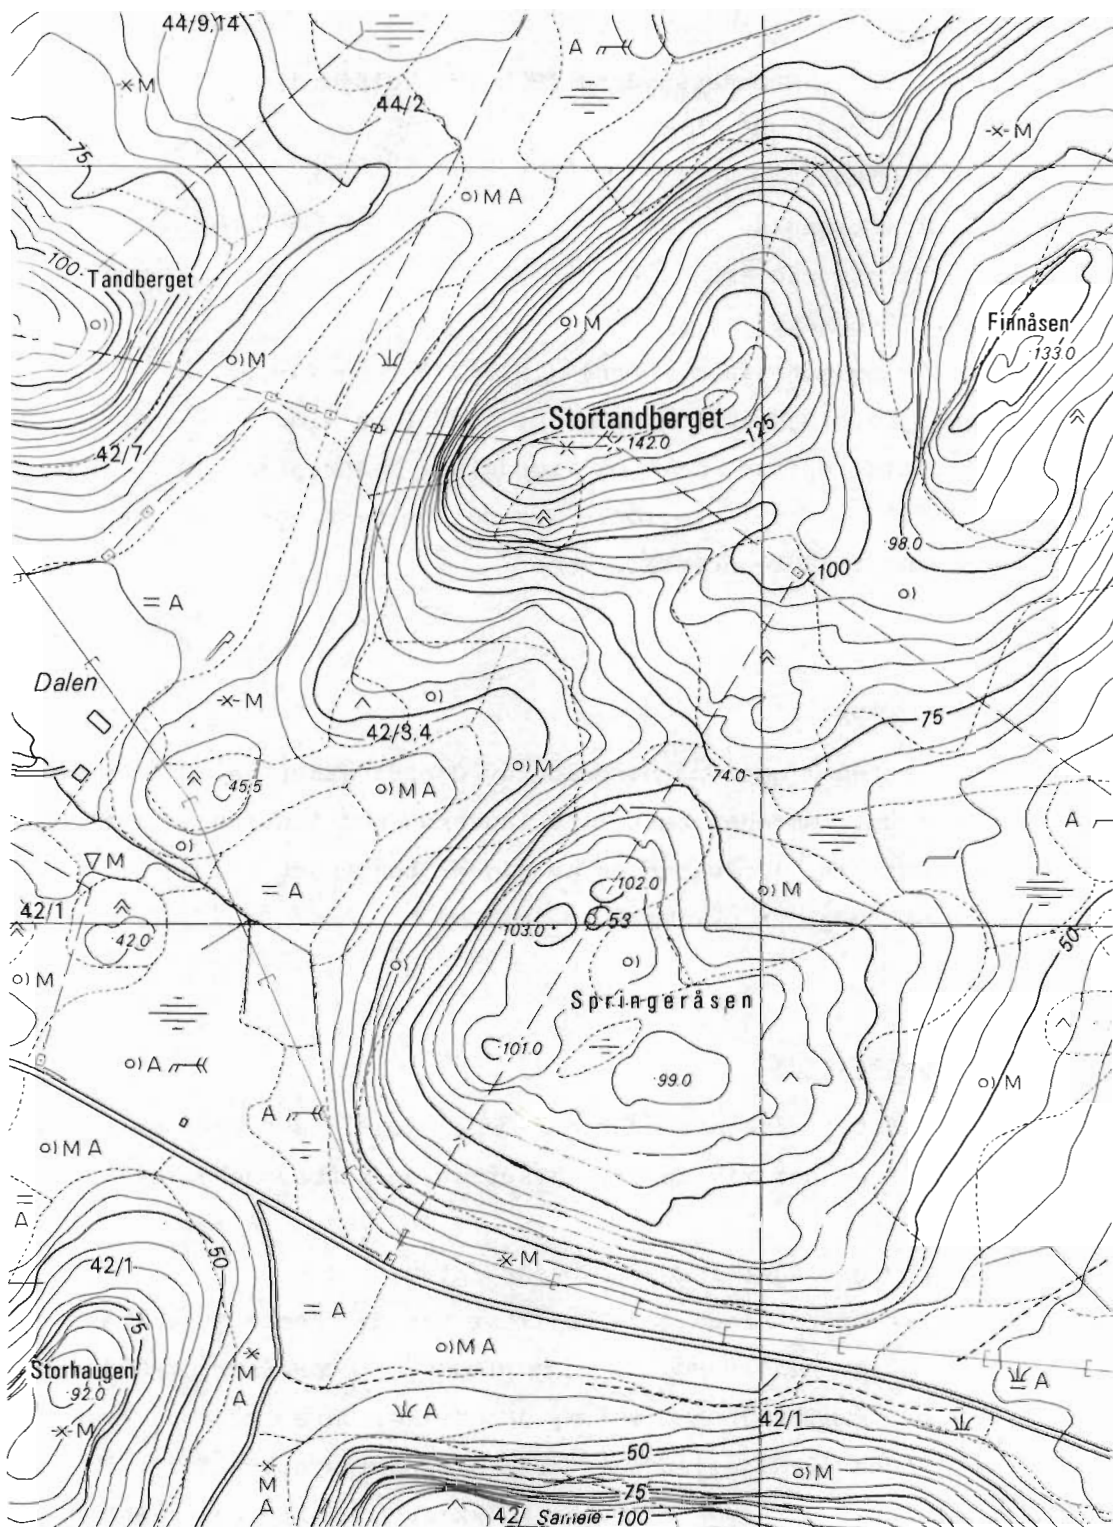 44/9,14
A
M
44/2
M
75
M A
100
Tandberget
M
M
Finnåsen
133.0
Stortandberget
142.0
125
42/7
98.0
100
A
Dalen
M
42/3.4
75
M
74.0
45.5
M A
A
M
A
M
42/1
102.0
53
103.0
42.0
50
M
Springeråsen
101.0
99.0
A
A
M
M A
A
50
42/1
M
A
75
M A
M
A
Storhaugen
92.0
A
A
M
42/1
50
M
A
M
75
42/ Sameie
100